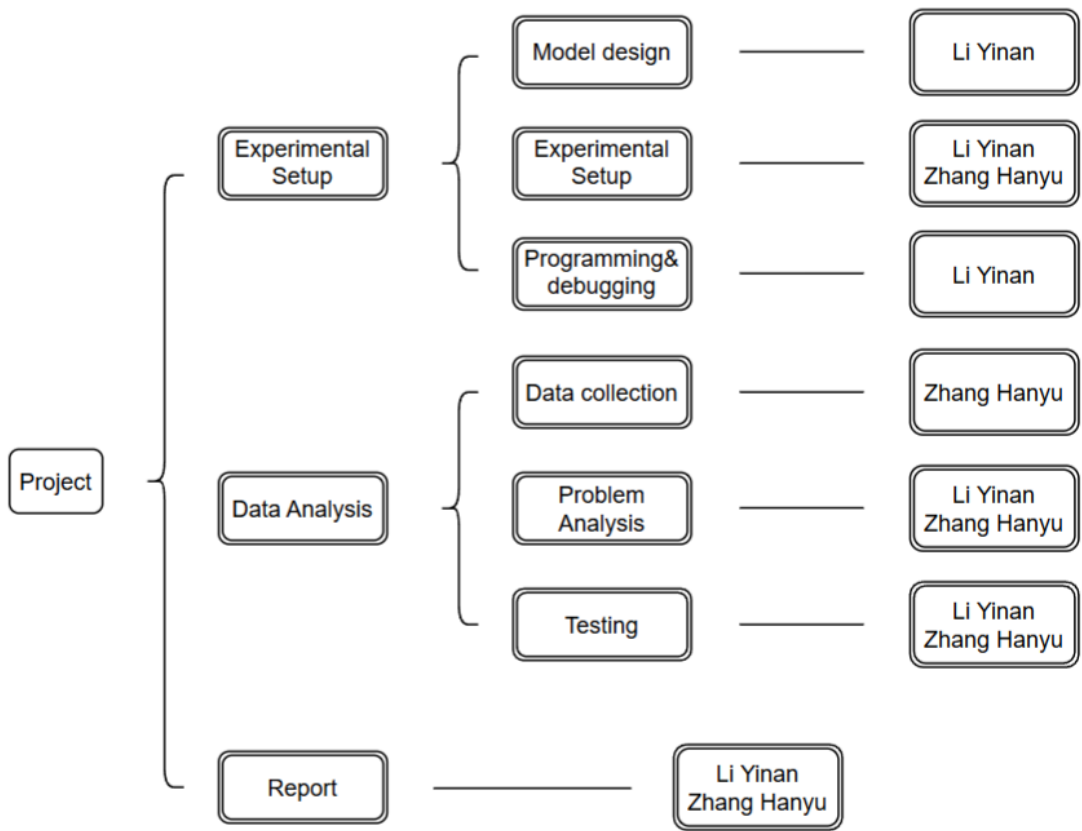 Project
Experimental
Setup
Model design
Li Yinan
Experimental
Setup
Li Yinan
Zhang Hanyu
Programming&
debugging
Li Yinan
Data Analysis
Data collection
Zhang Hanyu
Problem
Analysis
Li Yinan
Zhang Hanyu
Testing
Li Yinan
Zhang Hanyu
Report
Li Yinan
Zhang Hanyu